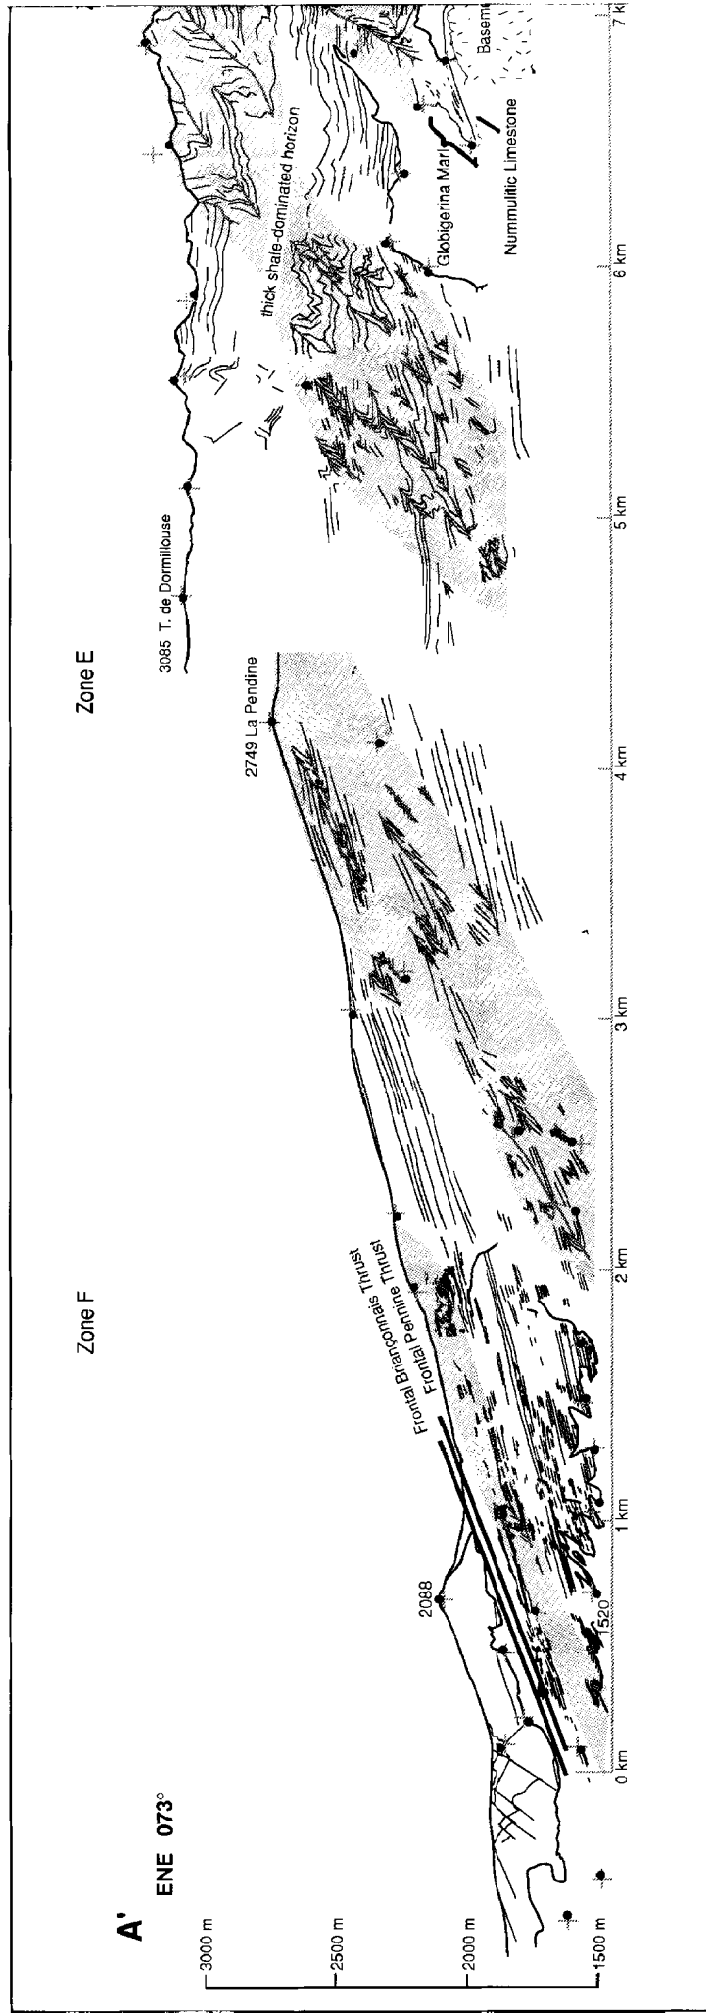 A'
ENE 073°
Zone F
Zone E
3000 m
2500 m
2000 m
1500 m
2088
Frontal Briançonnais Thrust
Frontal Pennine Thrust
2749 La Pendine
3085 T. de Dormillouse
thick shale-dominated horizon
Globigerina Marl
Nummulitic Limestone
Baseme
1520
0 km
1 km
2 km
3 km
4 km
5 km
6 km
7 k